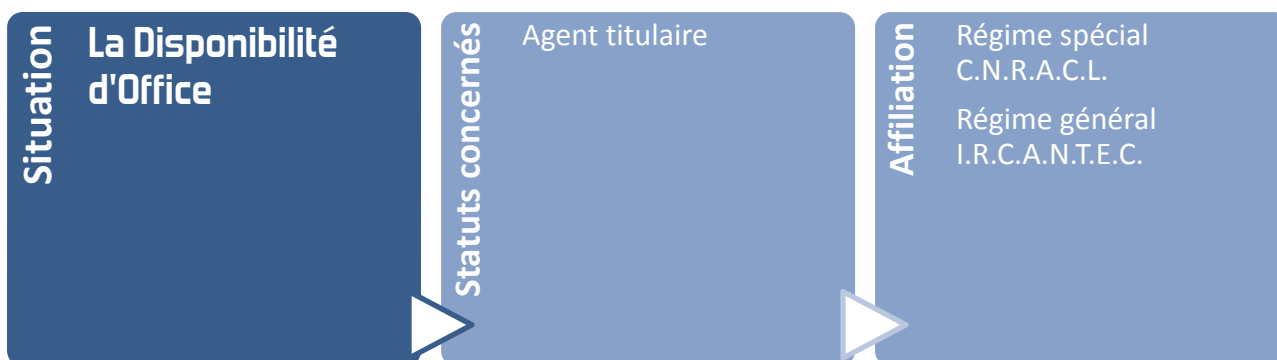 Situation
La Disponibilité
d'Office
Statuts concernés
Agent titulaire
Affiliation
Régime spécial
C.N.R.A.C.L.
Régime général
I.R.C.A.N.T.E.C.